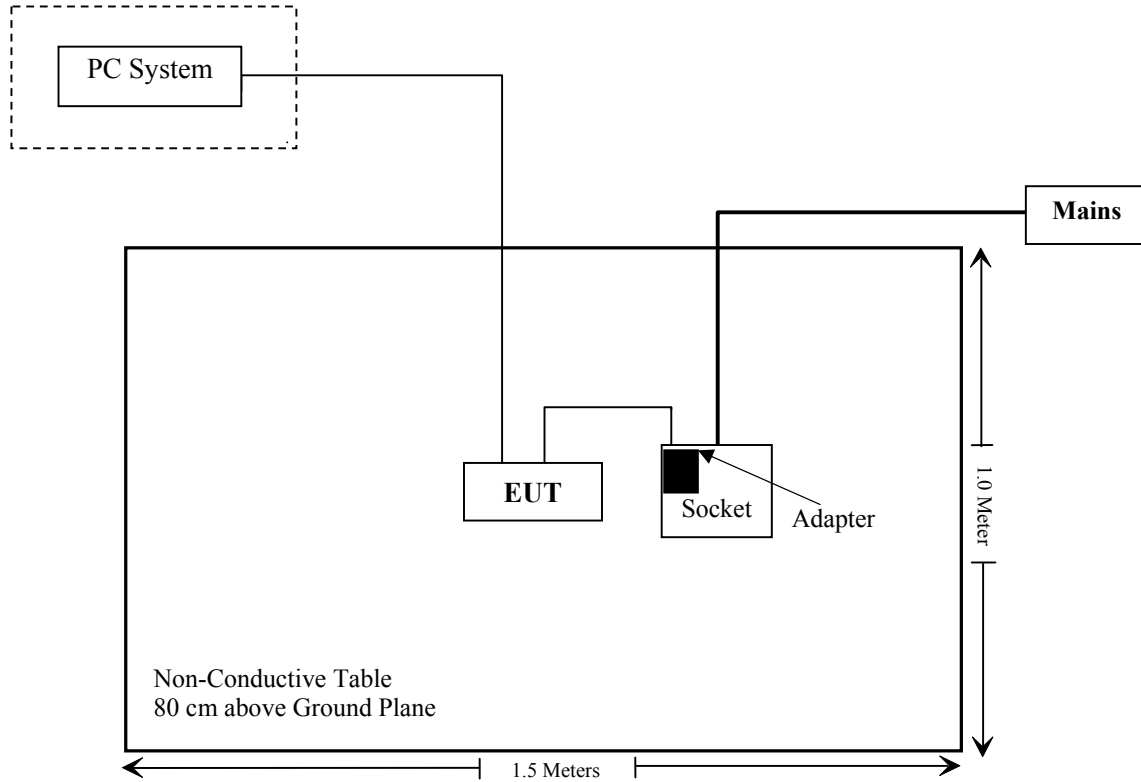 PC System
Mains
EUT
Socket
Adapter
1.0 Meter
Non-Conductive Table
80 cm above Ground Plane
1.5 Meters